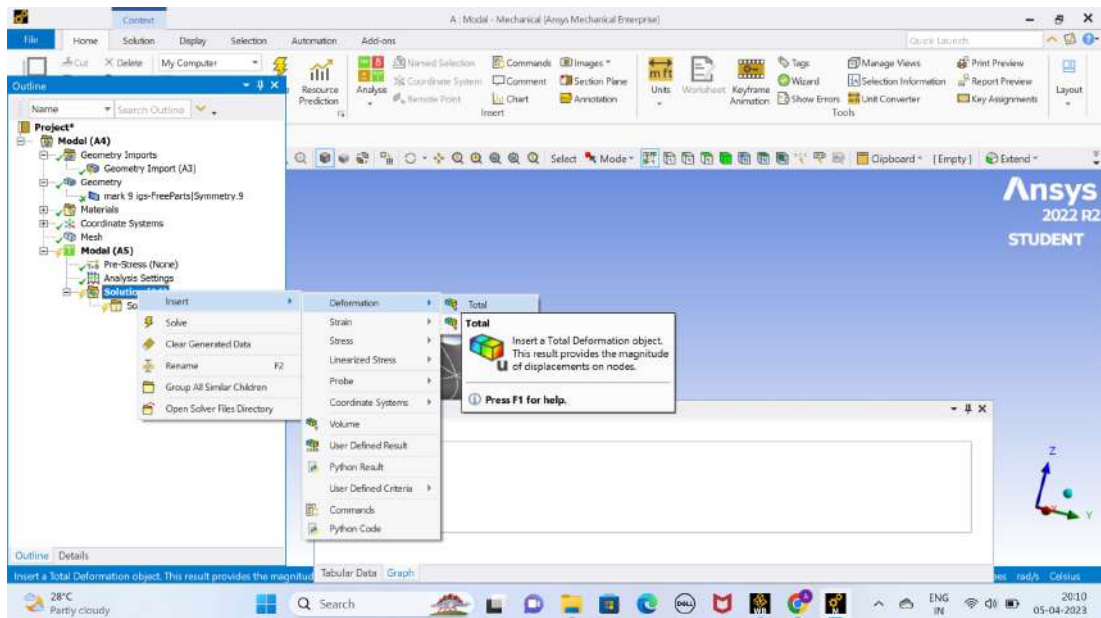 Context
A : Modal - Mechanical [Ansys Mechanical Enterprise]
File Home Solution Display Selection Automation Add-ons Quick Launch
Cut Delete My Computer
Resource Prediction
Analyse
Named Selection Commands Images
Coordinate System Comment Section Plane
Remote Point Chart Annotation
Insert
Units Worksheet Keyframe Animation
Tags Manage Views Print Preview
Wizard Selection Information Report Preview
Show Errors Unit Converter Key Assignments
Tools
Layout
Outline
Name Search Outline
Select Mode Clipboard [Empty] Extend
Project*
Model (A4)
Geometry Imports
Geometry Import (A3)
Geometry
mark 9 igs-FreeParts|Symmetry.9
Materials
Coordinate Systems
Mesh
Modal (A5)
Pre-Stress (None)
Analysis Settings
So
Insert
Solve
Clear Generated Data
Rename F2
Group All Similar Children
Open Solver Files Directory
Deformation
Strain
Stress
Linearized Stress
Probe
Coordinate Systems
Volume
User Defined Result
Python Result
User Defined Criteria
Commands
Python Code
Total
Total
Insert a Total Deformation object.
This result provides the magnitude
of displacements on nodes.
Press F1 for help.
Ansys
2022 R2
STUDENT
Z
Y
Outline Details
Tabular Data Graph
Insert a Total Deformation object. This result provides the magnitud
rad/s Celsius
28°C
Partly cloudy
Search
DELL
WB
M
ENG
IN
20:10
05-04-2023